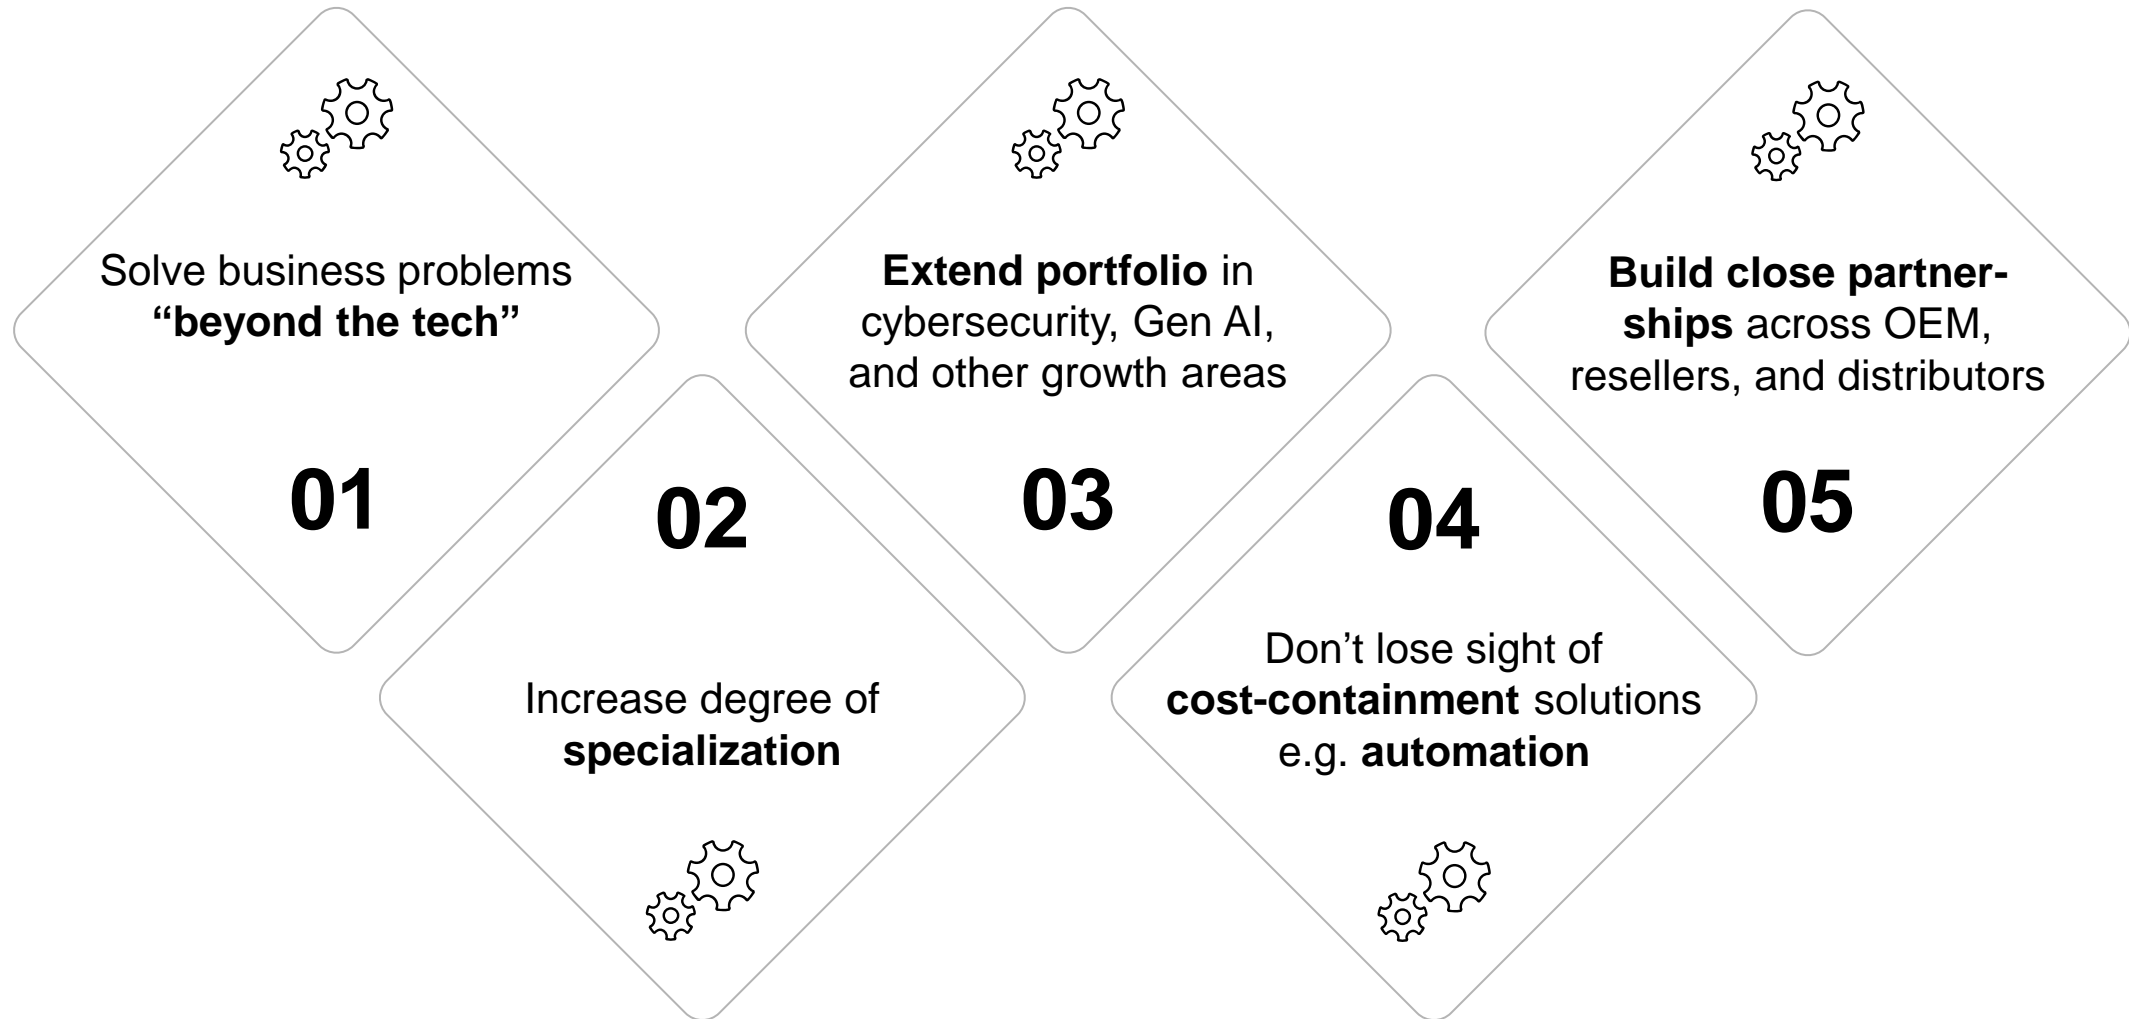 Solve business problems
“beyond the tech”
01
02
Increase degree of
specialization
Extend portfolio in
cybersecurity, Gen AI,
and other growth areas
03
04
Don’t lose sight of
cost-containment solutions
e.g. automation
Build close partner-
ships across OEM,
resellers, and distributors
05